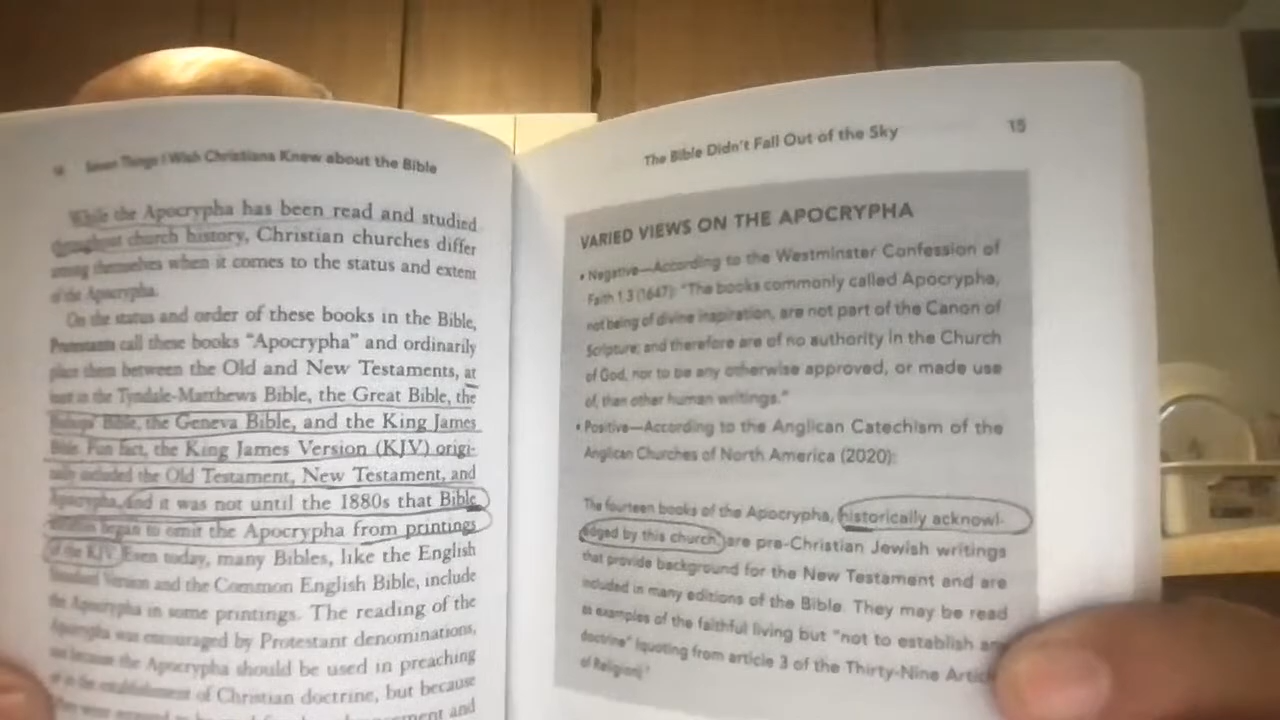 14 Seven Things I Wish Christians Knew about the Bible
While the Apocrypha has been read and studied
throughout church history, Christian churches differ
among themselves when it comes to the status and extent
of the Apocrypha.
On the status and order of these books in the Bible,
Protestants call these books "Apocrypha" and ordinarily
place them between the Old and New Testaments, at
least in the Tyndale-Matthews Bible, the Great Bible, the
Bishops' Bible, the Geneva Bible, and the King James
Bible. Fun fact, the King James Version (KJV) origi-
nally included the Old Testament, New Testament, and
Apocrypha, and it was not until the 1880s that Bible
began to omit the Apocrypha from printings
of the KJV. Even today, many Bibles, like the English
Standard Version and the Common English Bible, include
the Apocrypha in some printings. The reading of the
Apocrypha was encouraged by Protestant denominations,
not because the Apocrypha should be used in preaching
or in the establishment of Christian doctrine, but because
and
The Bible Didn't Fall Out of the Sky 15
VARIED VIEWS ON THE APOCRYPHA
• Negative—According to the Westminster Confession of
Faith 1.3 (1647): "The books commonly called Apocrypha,
not being of divine inspiration, are not part of the Canon of
Scripture; and therefore are of no authority in the Church
of God, nor to be any otherwise approved, or made use
of, than other human writings."
• Positive—According to the Anglican Catechism of the
Anglican Churches of North America (2020):
The fourteen books of the Apocrypha, historically acknowl-
edged by this church, are pre-Christian Jewish writings
that provide background for the New Testament and are
included in many editions of the Bible. They may be read
as examples of the faithful living but "not to establish any
doctrine" (quoting from article 3 of the Thirty-Nine Artic
of Religion).